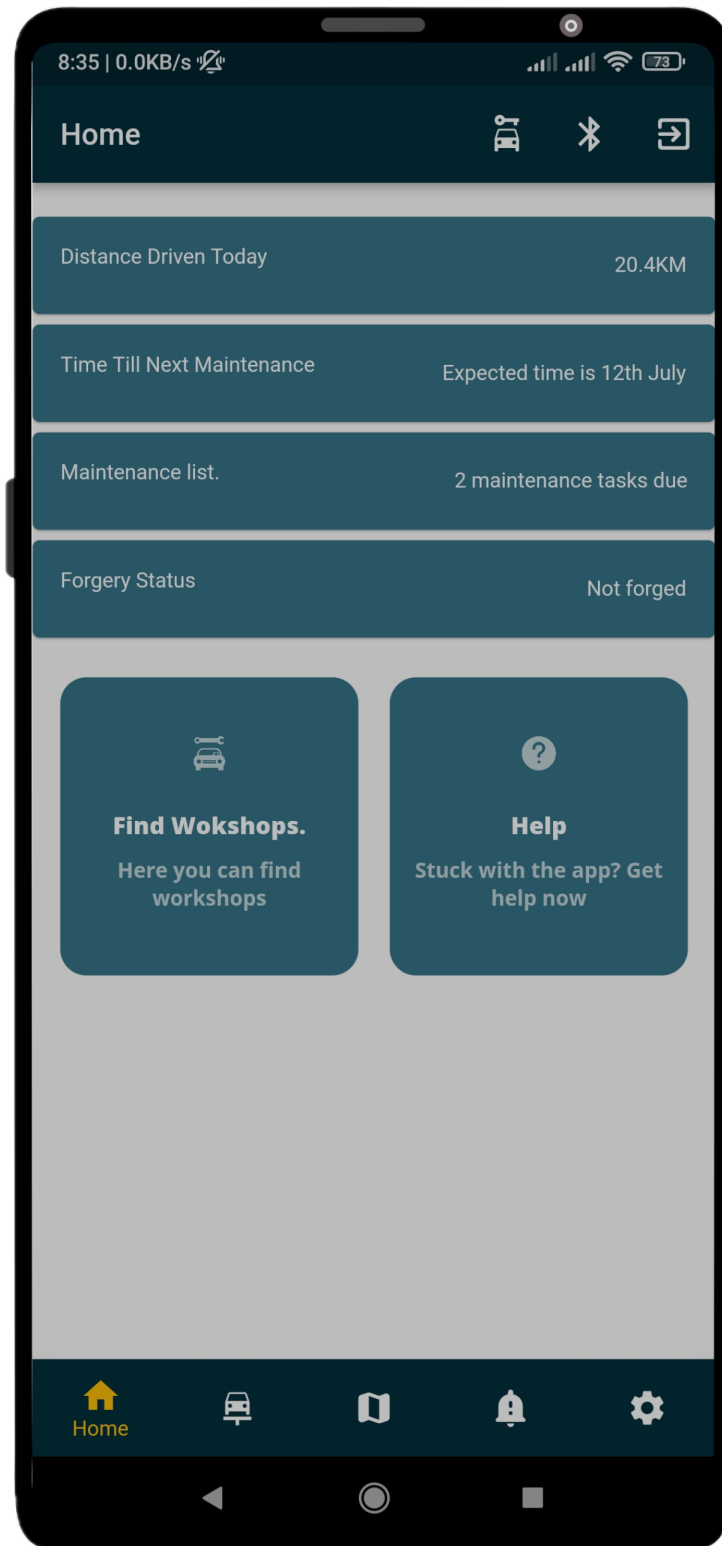 8:35 | 0.0KB/s
73
Home
Distance Driven Today
20.4KM
Time Till Next Maintenance
Expected time is 12th July
Maintenance list.
2 maintenance tasks due
Forgery Status
Not forged
Find Wokshops.
Here you can find
workshops
Help
Stuck with the app? Get
help now
Home